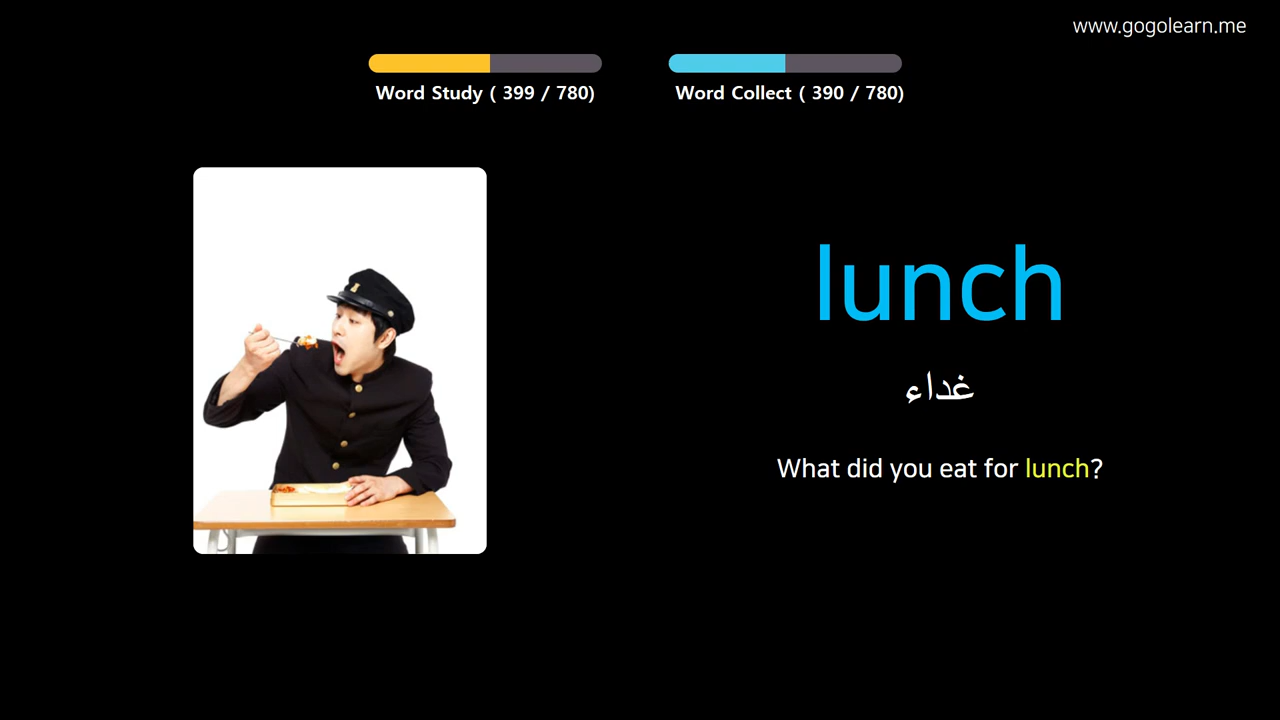 www.gogolearn.me
Word Study ( 399 / 780)
Word Collect ( 390 / 780)
lunch
غداء
What did you eat for lunch?